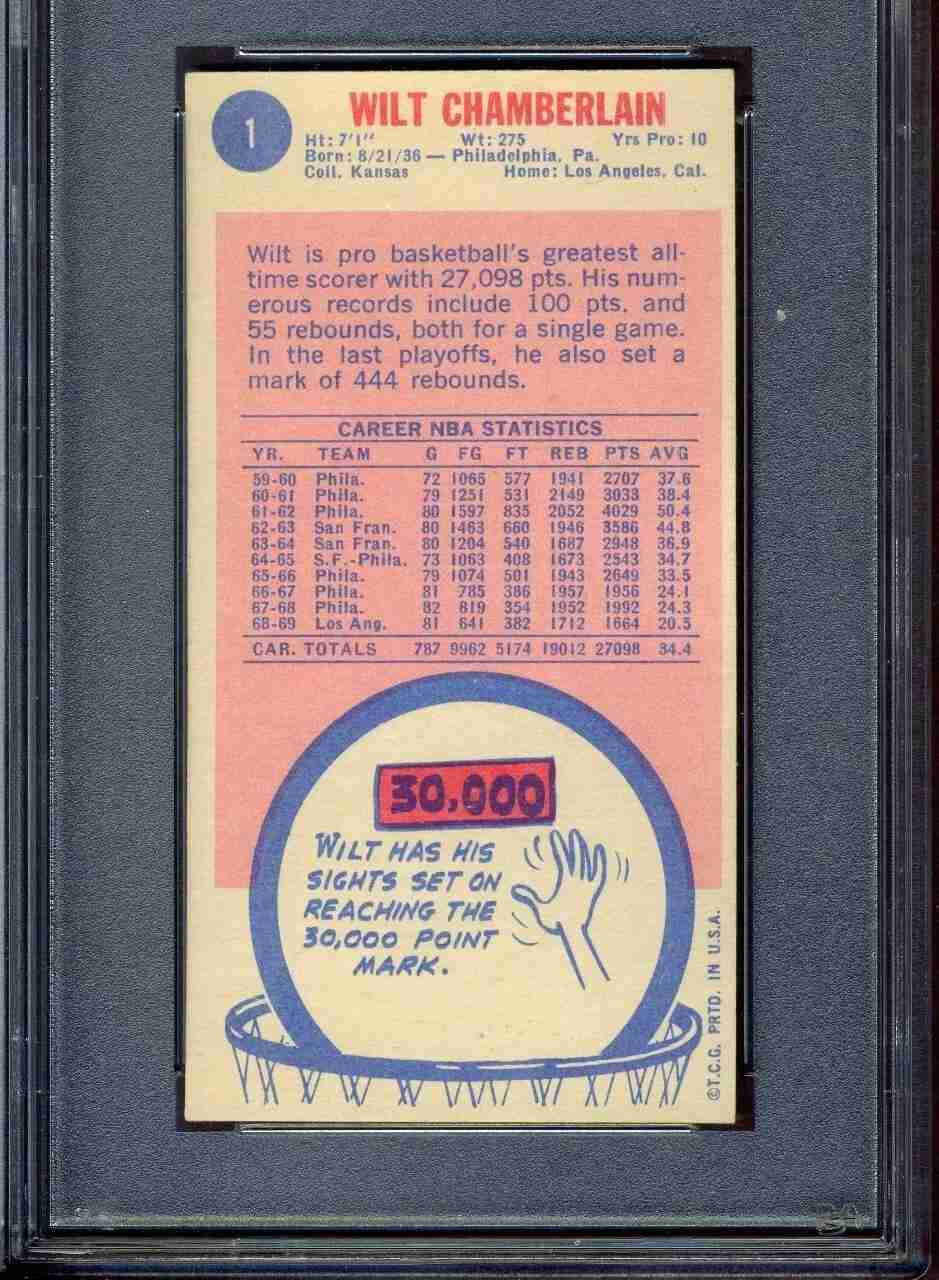 1
WILT CHAMBERLAIN
Ht: 7'1" Wt: 275 Yrs Pro: 10
Born: 8/21/36 — Philadelphia, Pa.
Coll. Kansas Home: Los Angeles, Cal.
Wilt is pro basketball's greatest all-
time scorer with 27,098 pts. His num-
erous records include 100 pts. and
55 rebounds, both for a single game.
In the last playoffs, he also set a
mark of 444 rebounds.
CAREER NBA STATISTICS
YR. TEAM G FG FT REB PTS AVG
59-60 Phila. 72 1065 577 1941 2707 37.6
60-61 Phila. 79 1251 531 2149 3033 38.4
61-62 Phila. 80 1597 835 2052 4029 50.4
62-63 San Fran. 80 1463 660 1946 3586 44.8
63-64 San Fran. 80 1204 540 1687 2948 36.9
64-65 S.F.-Phila. 73 1063 408 1673 2543 34.7
65-66 Phila. 79 1074 501 1943 2649 33.5
66-67 Phila. 81 785 386 1957 1956 24.1
67-68 Phila. 82 819 354 1952 1992 24.3
68-69 Los Ang. 81 641 382 1712 1664 20.5
CAR. TOTALS 787 9962 5174 19012 27098 34.4
30,000
WILT HAS HIS
SIGHTS SET ON
REACHING THE
30,000 POINT
MARK.
©T.C.G. PRTD. IN U.S.A.